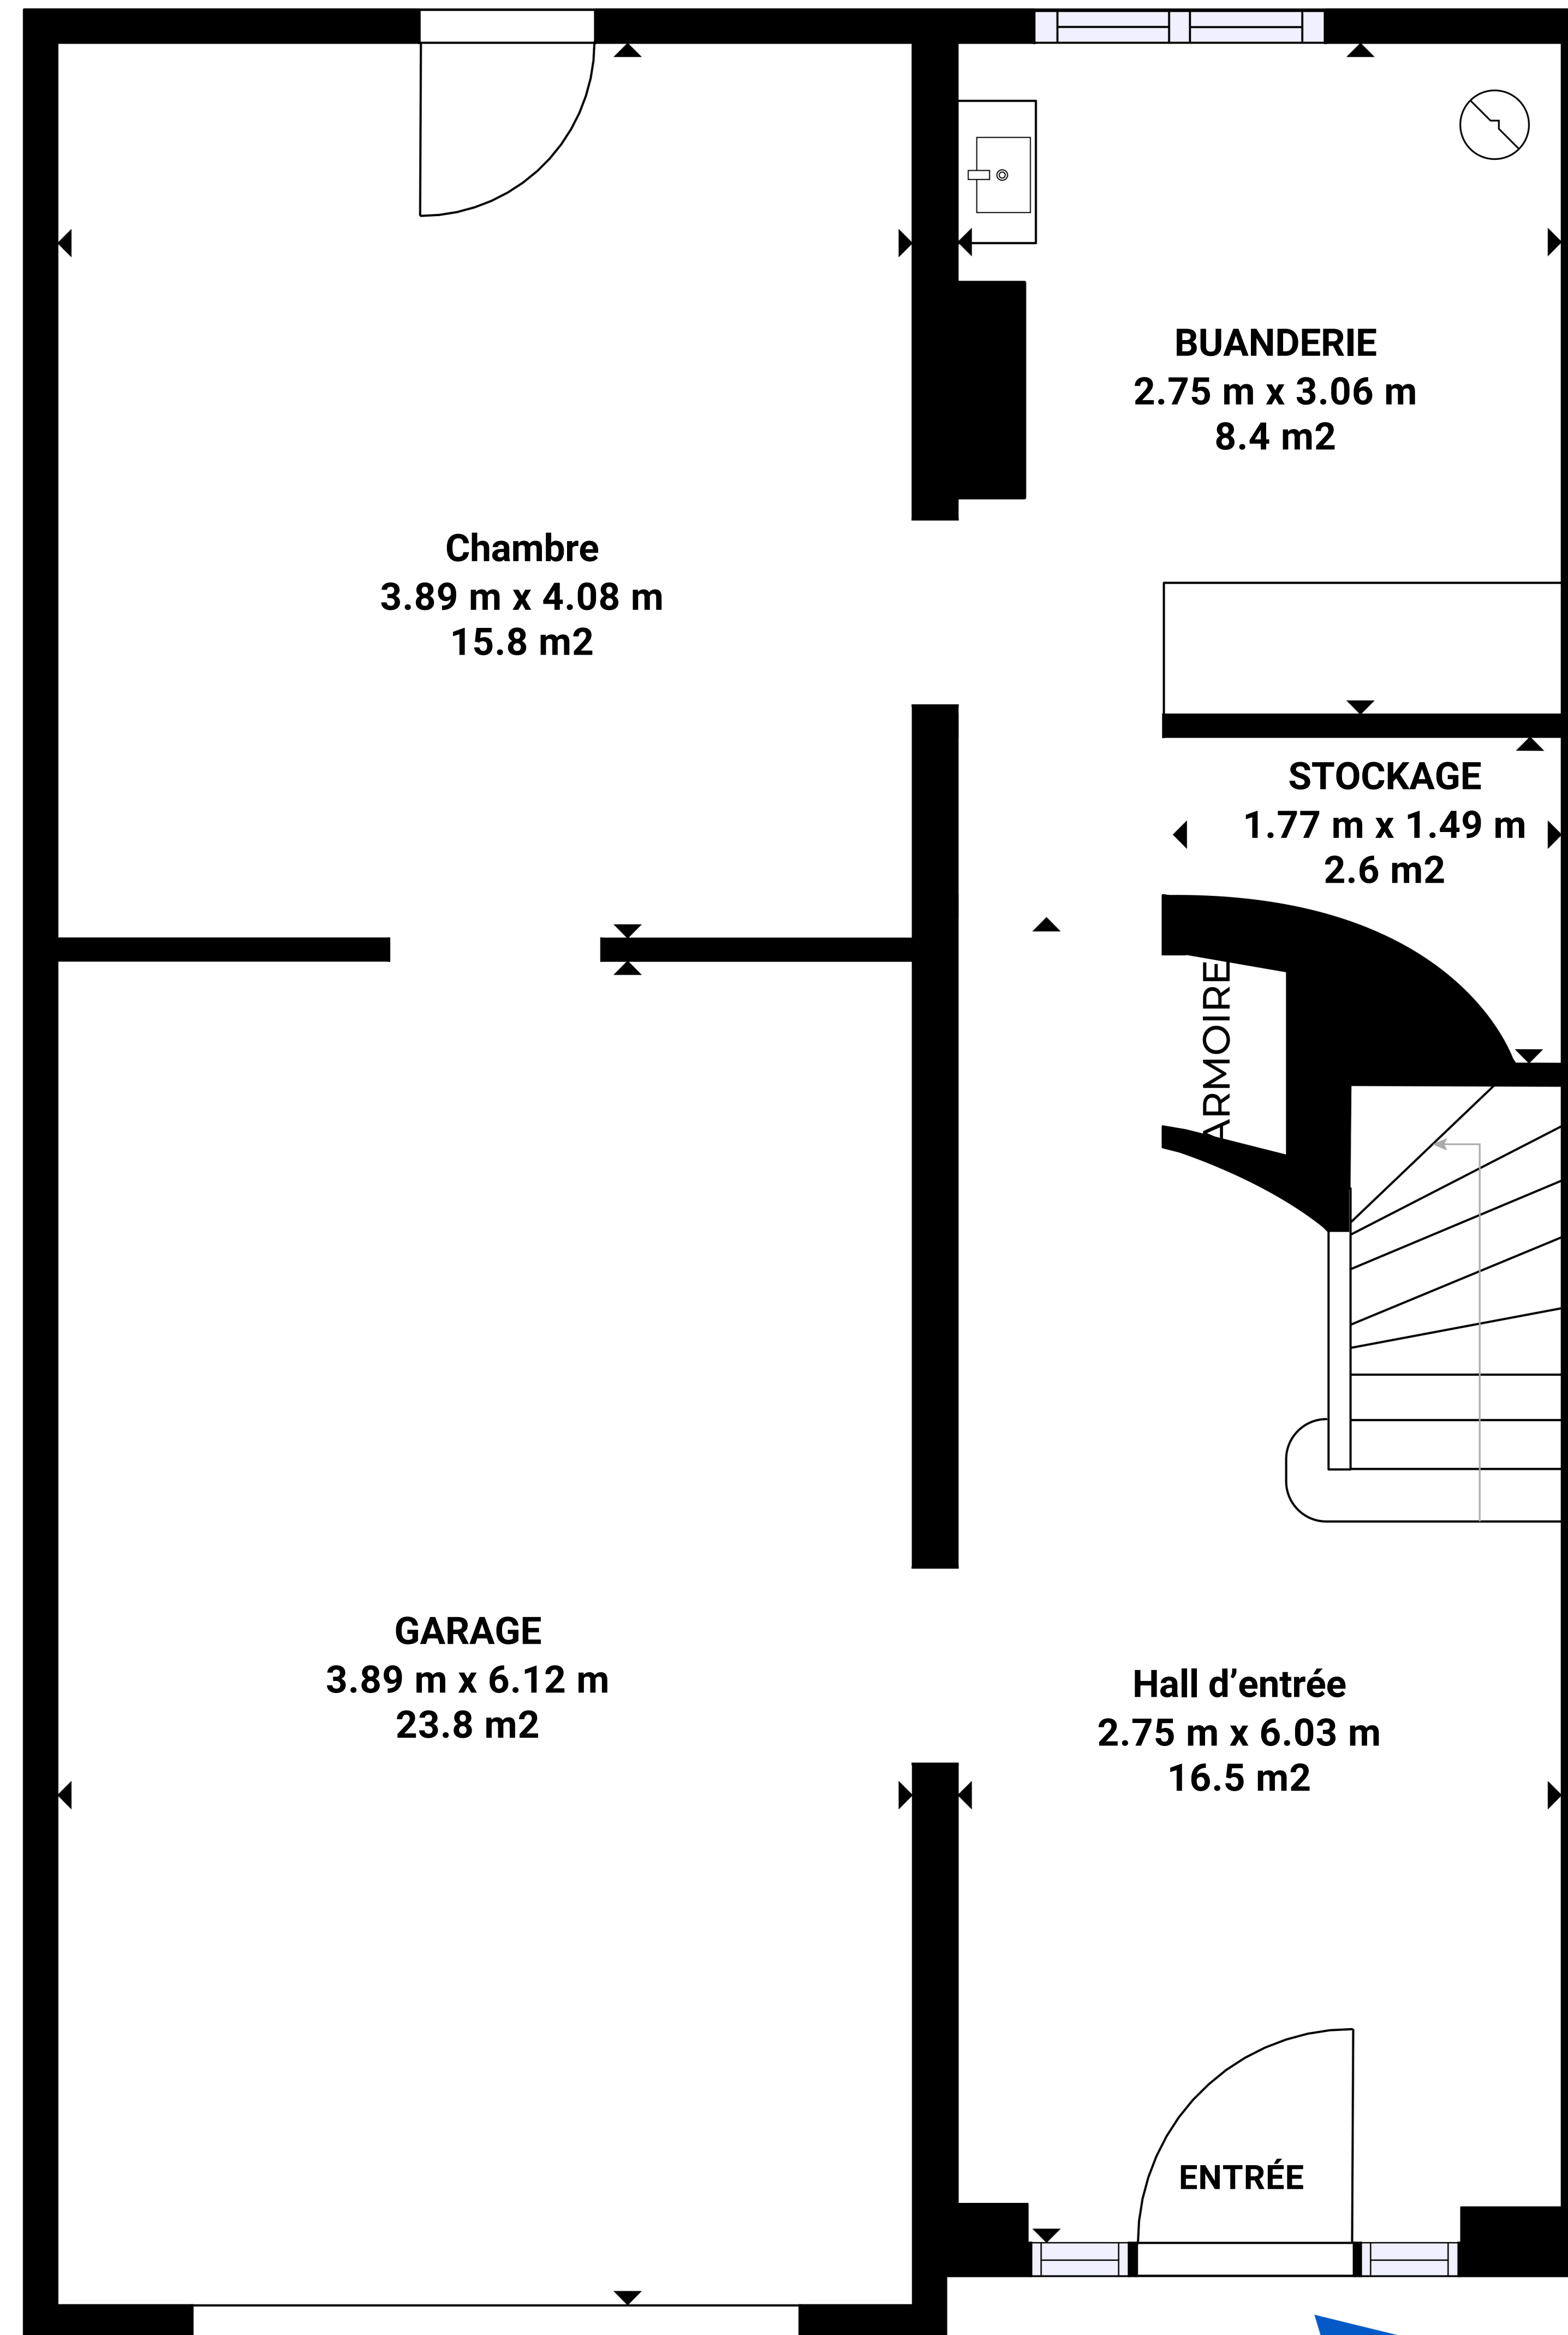 BUANDERIE
2.75 m x 3.06 m
8.4 m2
Chambre
3.89 m x 4.08 m
15.8 m2
STOCKAGE
1.77 m x 1.49 m
2.6 m2
ARMOIRE
GARAGE
3.89 m x 6.12 m
23.8 m2
Hall d’entrée
2.75 m x 6.03 m
16.5 m2
ENTRÉE